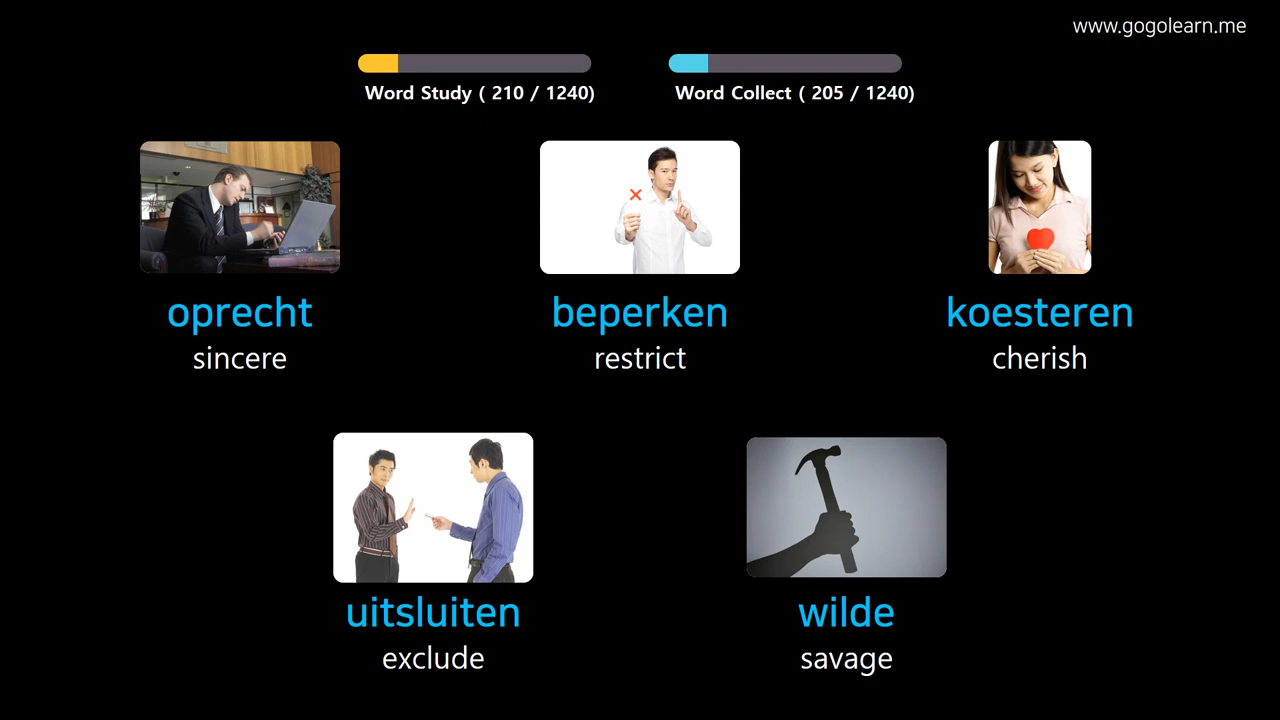 www.gogolearn.me
Word Study ( 210 / 1240)
Word Collect ( 205 / 1240)
oprecht
sincere
beperken
restrict
koesteren
cherish
uitsluiten
exclude
wilde
savage